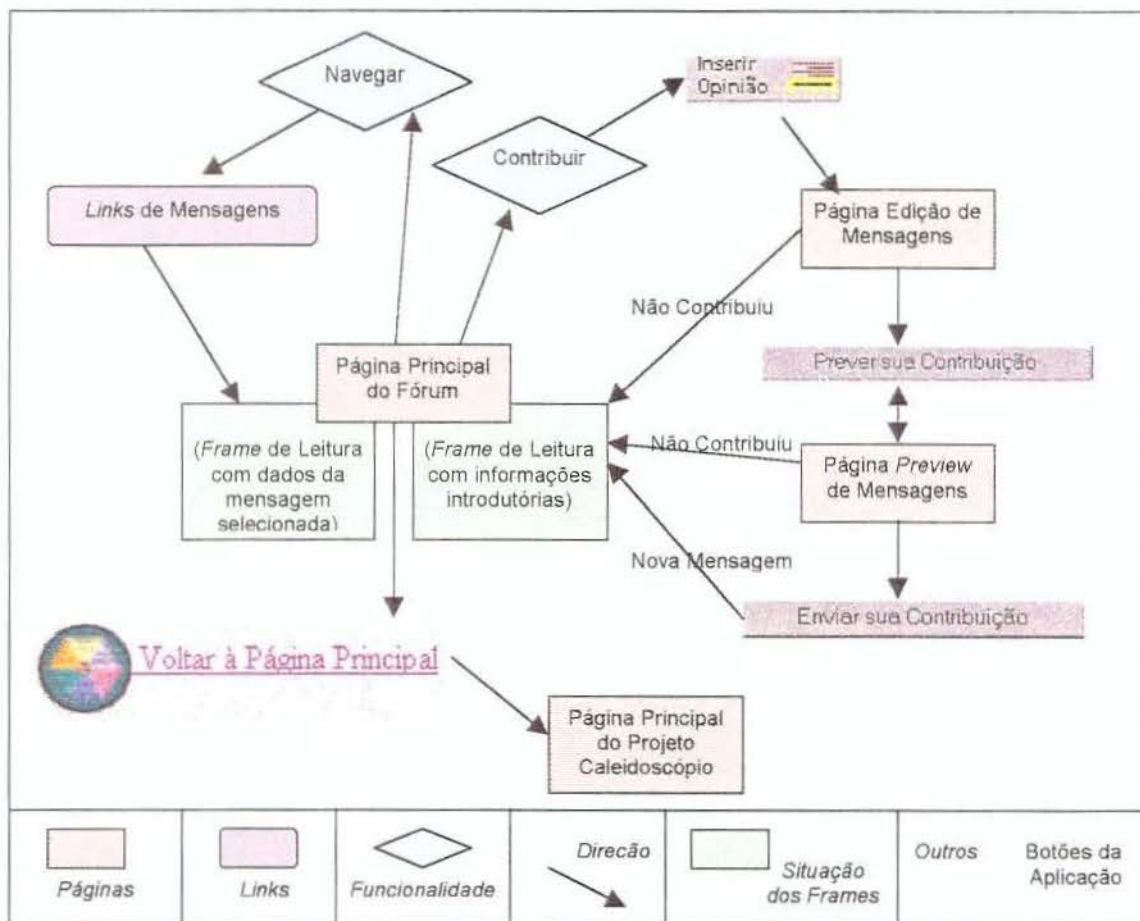 Navegar
Inserir
Opinião
Contribuir
Links de Mensagens
Página Edição de
Mensagens
Não Contribuiu
Prever sua Contribuição
Página Principal
do Fórum
(Frame de Leitura
com dados da
mensagem
selecionada)
(Frame de Leitura
com informações
introdutórias)
Não Contribuiu
Página Preview
de Mensagens
Nova Mensagem
Enviar sua Contribuição
Voltar à Página Principal
Página Principal
do Projeto
Caleidoscópio
Páginas
Links
Funcionalidade
Direcão
Situação
dos Frames
Outros
Botões da
Aplicação